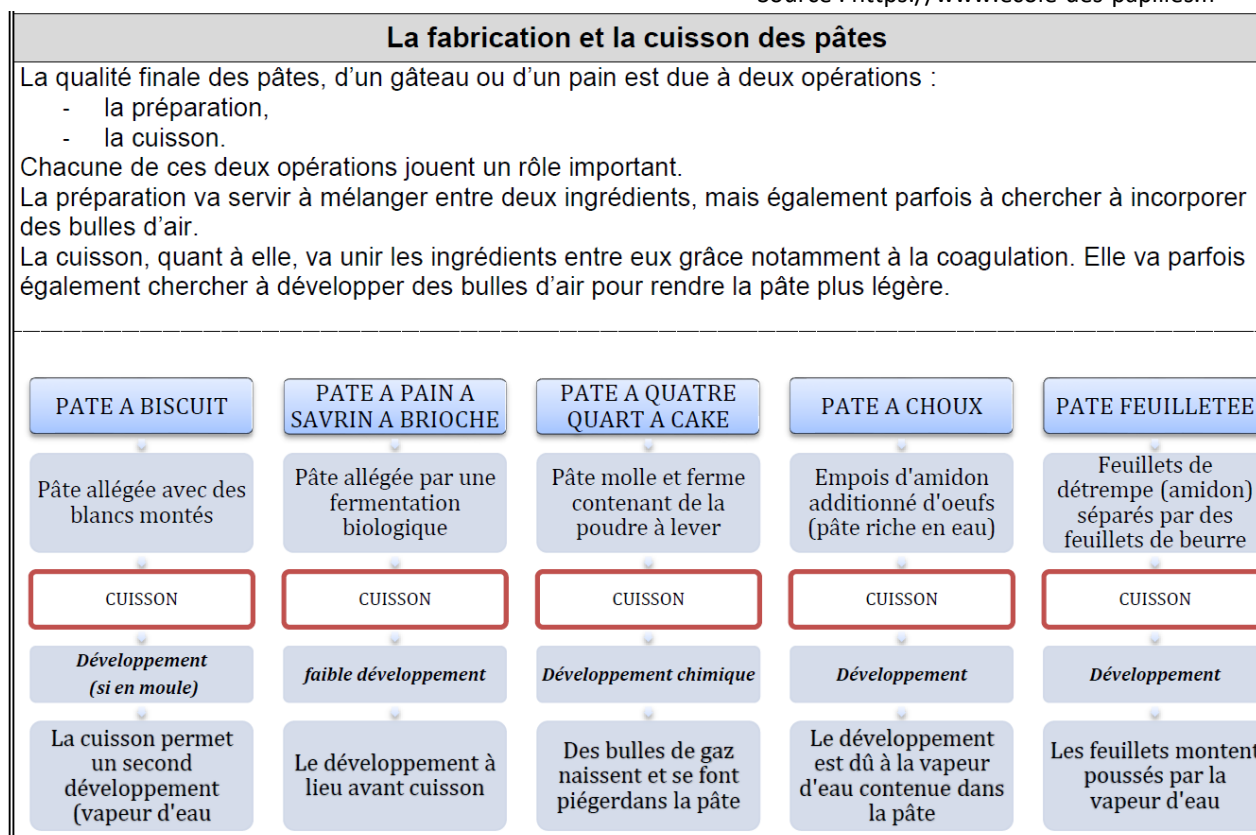 Source : https://www.ecole-des-papilles...
La fabrication et la cuisson des pâtes
La qualité finale des pâtes, d’un gâteau ou d’un pain est due à deux opérations :
- la préparation,
- la cuisson.
Chacune de ces deux opérations jouent un rôle important.
La préparation va servir à mélanger entre deux ingrédients, mais également parfois à chercher à incorporer
des bulles d’air.
La cuisson, quant à elle, va unir les ingrédients entre eux grâce notamment à la coagulation. Elle va parfois
également chercher à développer des bulles d’air pour rendre la pâte plus légère.
PATE A BISCUIT
Pâte allégée avec des
blancs montés
CUISSON
Développement
(si en moule)
La cuisson permet
un second
développement
(vapeur d'eau
PATE A PAIN A
SAVRIN A BRIOCHE
Pâte allégée par une
fermentation
biologique
CUISSON
faible développement
Le développement à
lieu avant cuisson
PATE A QUATRE
QUART A CAKE
Pâte molle et ferme
contenant de la
poudre à lever
CUISSON
Développement chimique
Des bulles de gaz
naissent et se font
piégerdans la pâte
PATE A CHOUX
Empois d'amidon
additionné d'oeufs
(pâte riche en eau)
CUISSON
Développement
Le développement
est dû à la vapeur
d'eau contenue dans
la pâte
PATE FEUILLETEE
Feuillets de
détrempe (amidon)
séparés par des
feuillets de beurre
CUISSON
Développement
Les feuillets montent
poussés par la
vapeur d'eau